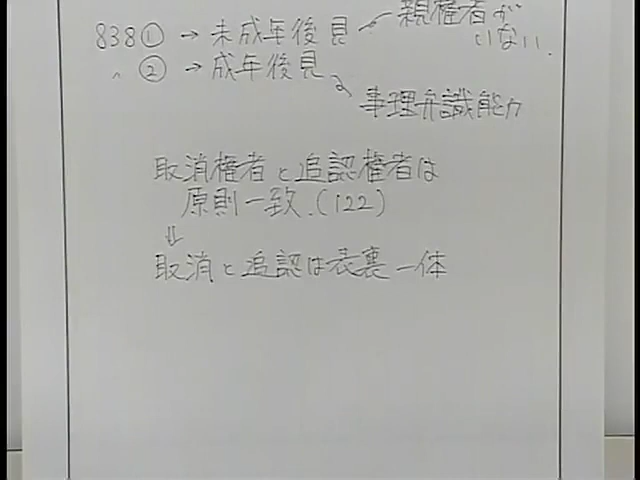 838① → 未成年後見 ← 親権者が
いない.
〃 ② → 成年後見
事理弁識能力
取消権者と追認権者は
原則一致.(122)
⇓
取消と追認は表裏一体